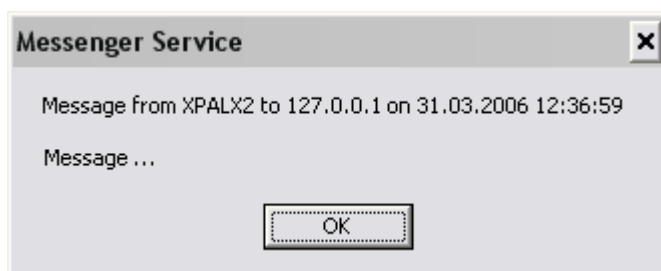 Messenger Service
Message from XPALX2 to 127.0.0.1 on 31.03.2006 12:36:59
Message ...
OK